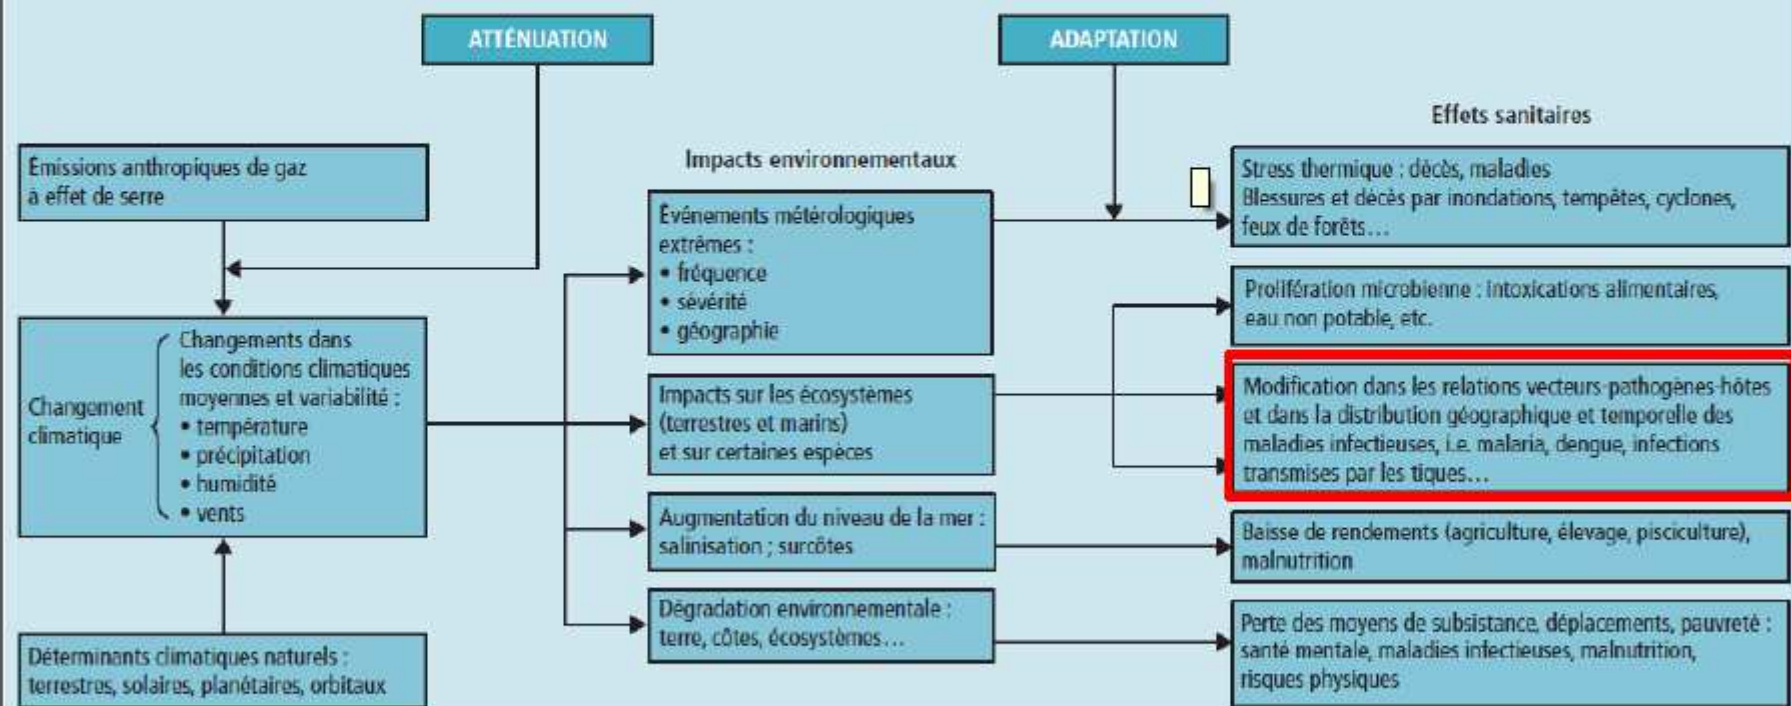 ATTÉNUATION
ADAPTATION
Effets sanitaires
Impacts environnementaux
Émissions anthropiques de gaz
à effet de serre
Changement
climatique
Changements dans
les conditions climatiques
moyennes et variabilité :
• température
• précipitation
• humidité
• vents
Déterminants climatiques naturels :
terrestres, solaires, planétaires, orbitaux
Événements métérologiques
extrêmes :
• fréquence
• sévérité
• géographie
Impacts sur les écosystèmes
(terrestres et marins)
et sur certaines espèces
Augmentation du niveau de la mer :
salinisation ; surcôtes
Dégradation environnementale :
terre, côtes, écosystèmes…
Stress thermique : décès, maladies
Blessures et décès par inondations, tempêtes, cyclones,
feux de forêts…
Prolifération microbienne : intoxications alimentaires,
eau non potable, etc.
Modification dans les relations vecteurs-pathogènes-hôtes
et dans la distribution géographique et temporelle des
maladies infectieuses, i.e. malaria, dengue, infections
transmises par les tiques…
Baisse de rendements (agriculture, élevage, pisciculture),
malnutrition
Perte des moyens de subsistance, déplacements, pauvreté :
santé mentale, maladies infectieuses, malnutrition,
risques physiques